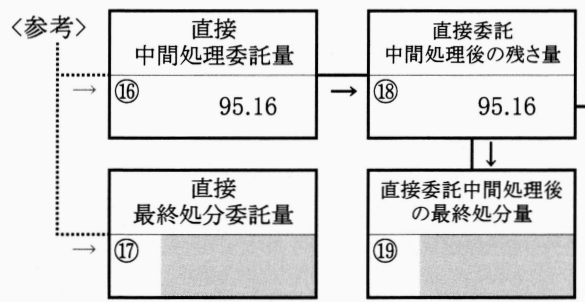 〈参考〉
直接
中間処理委託量
⑯
95.16
直接委託
中間処理後の残さ量
⑱
95.16
直接
最終処分委託量
⑰
直接委託中間処理後
の最終処分量
⑲